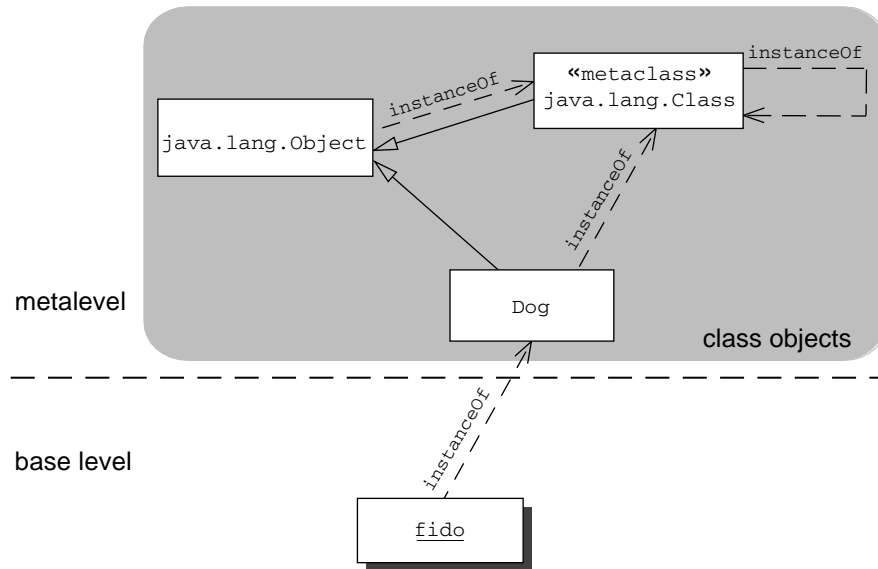 instanceOf
«metaclass»
java.lang.Class
instanceOf
java.lang.Object
instanceOf
Dog
metalevel
class objects
instanceOf
base level
fido